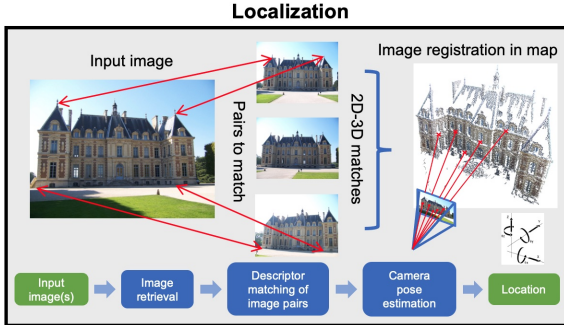 Localization
Input image
Image registration in map
Pairs to match
2D-3D matches
Input
image(s)
Image
retrieval
Descriptor
matching of
image pairs
Camera
pose
estimation
Location